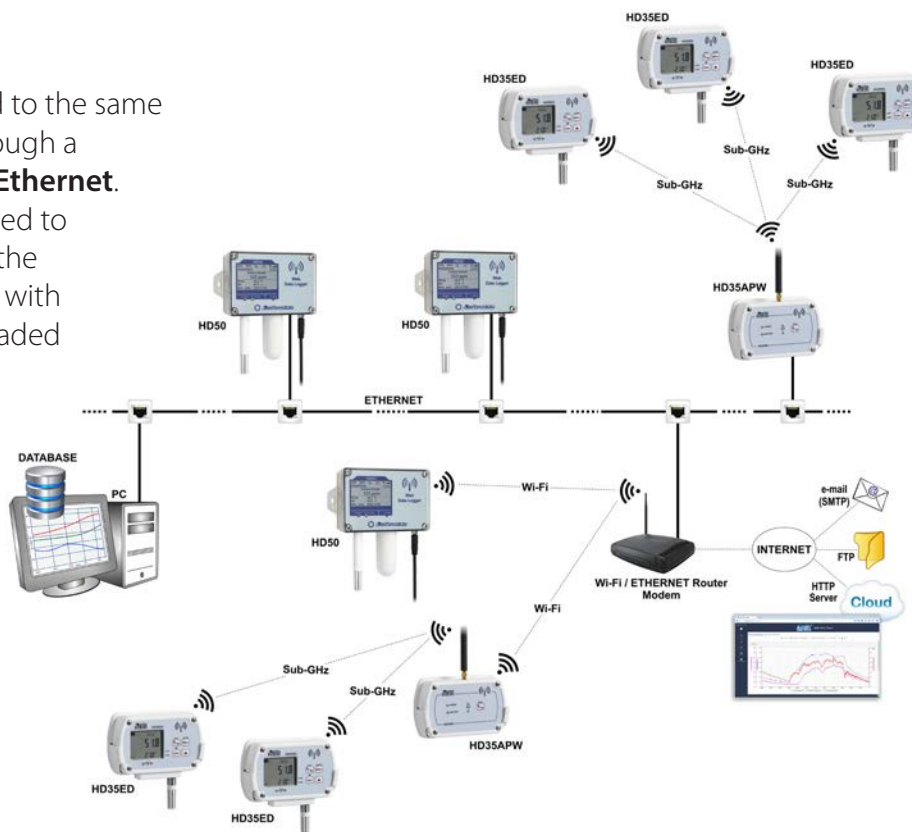 d to the same
ough a
Ethernet.
ed to
the
with
aded
HD35ED
HD35ED
HD35ED
Sub-GHz
Sub-GHz
Sub-GHz
HD35APW
HD50
HD50
ETHERNET
DATABASE
PC
HD50
Wi-Fi
Wi-Fi / ETHERNET Router
Modem
INTERNET
e-mail
(SMTP)
FTP
HTTP
Server
Cloud
Wi-Fi
Sub-GHz
Sub-GHz
HD35APW
HD35ED
HD35ED